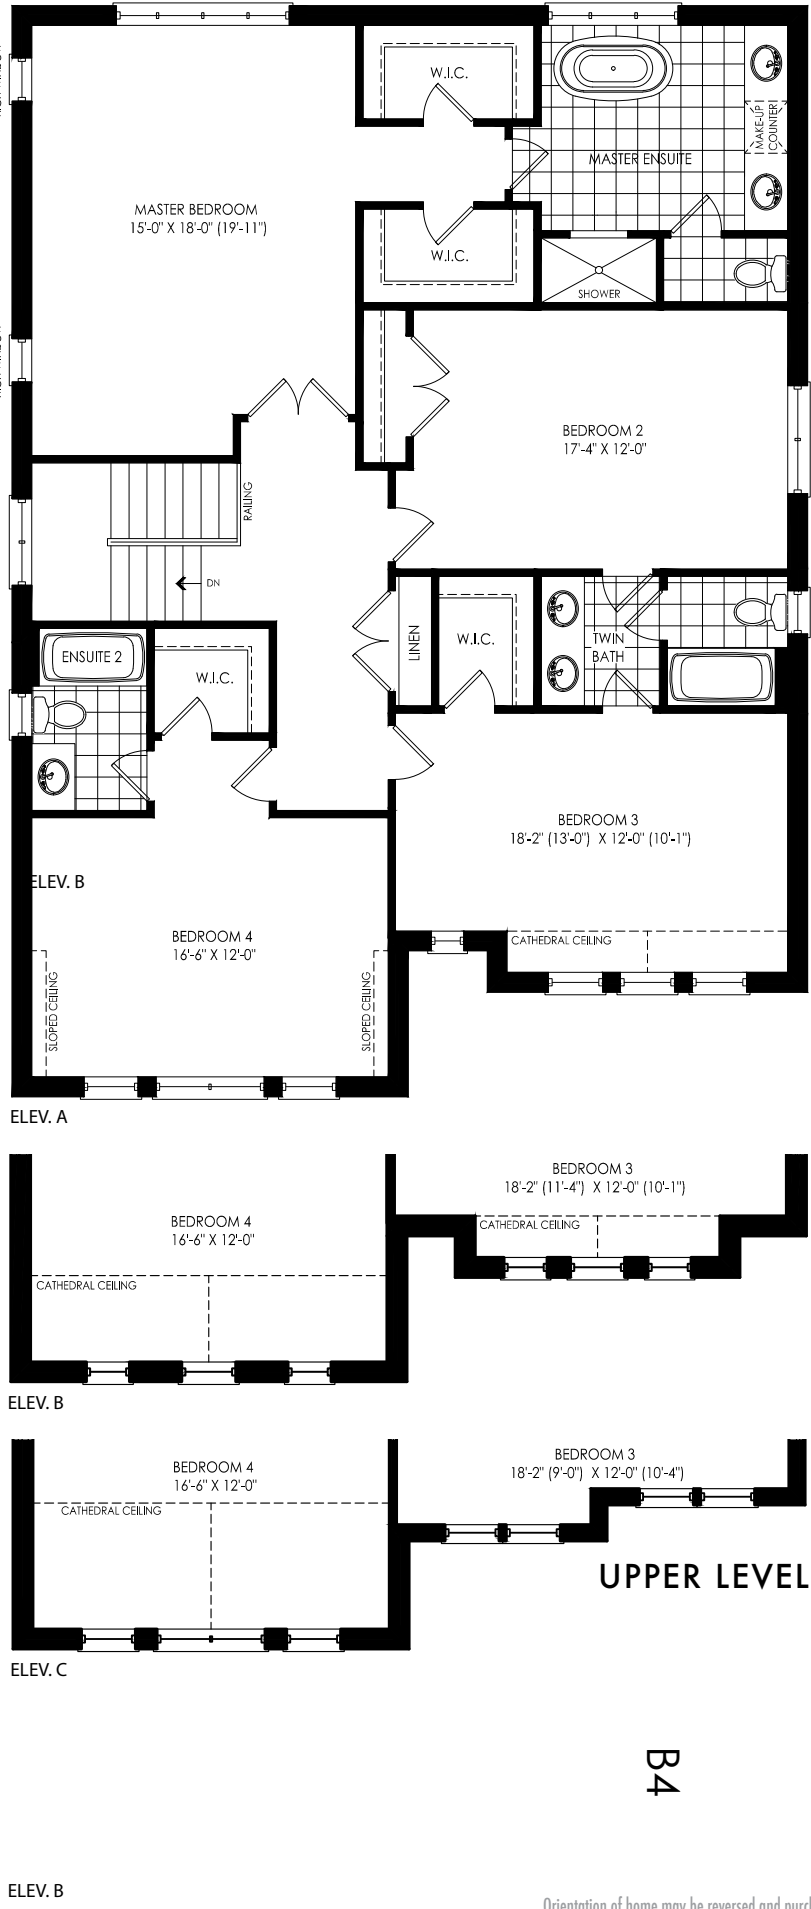 W.I.C.
MAKE-UP
COUNTER
MASTER ENSUITE
MASTER BEDROOM
15'-0" X 18'-0" (19'-11")
W.I.C.
SHOWER
BEDROOM 2
17'-4" X 12'-0"
RAILING
DN
LINEN
W.I.C.
TWIN
BATH
ENSUITE 2
W.I.C.
BEDROOM 3
18'-2" (13'-0") X 12'-0" (10'-1")
ELEV. B
BEDROOM 4
16'-6" X 12'-0"
CATHEDRAL CEILING
SLOPED CEILING
SLOPED CEILING
ELEV. A
BEDROOM 3
18'-2" (11'-4") X 12'-0" (10'-1")
BEDROOM 4
16'-6" X 12'-0"
CATHEDRAL CEILING
CATHEDRAL CEILING
ELEV. B
BEDROOM 3
18'-2" (9'-0") X 12'-0" (10'-4")
BEDROOM 4
16'-6" X 12'-0"
CATHEDRAL CEILING
UPPER LEVEL
ELEV. C
B4
ELEV. B
Orientation of home may be reversed and